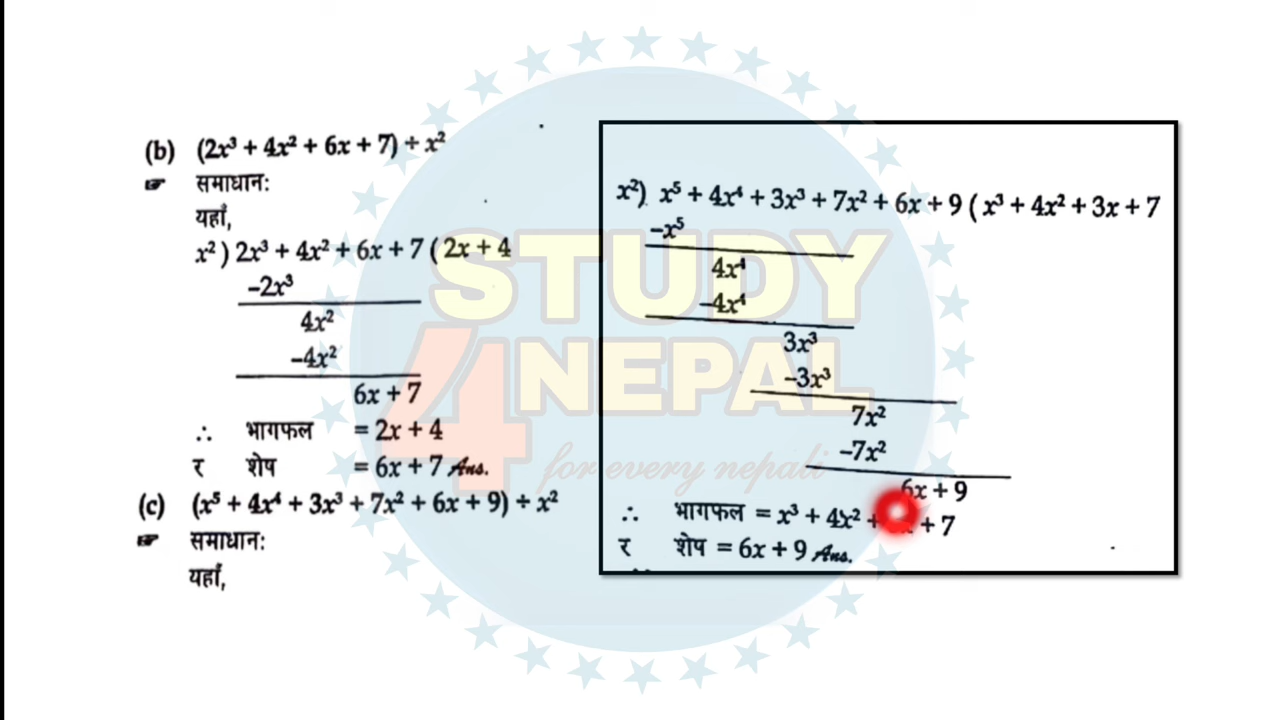 (b) (2x³ + 4x² + 6x + 7) ÷ x²
☞ समाधान:
यहाँ,
x² ) 2x³ + 4x² + 6x + 7 ( 2x + 4
–2x³
4x²
–4x²
6x + 7
∴ भागफल = 2x + 4
र शेष = 6x + 7 Ans.
(c) (x⁵ + 4x⁴ + 3x³ + 7x² + 6x + 9) ÷ x²
☞ समाधान:
यहाँ,
x²) x⁵ + 4x⁴ + 3x³ + 7x² + 6x + 9 ( x³ + 4x² + 3x + 7
–x⁵
4x⁴
–4x⁴
3x³
–3x³
7x²
–7x²
6x + 9
∴ भागफल = x³ + 4x² + + 7
र शेष = 6x + 9 Ans.
STUDY
4 NEPAL
for every nepali